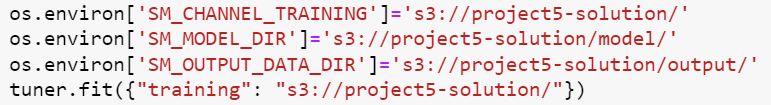 os.environ['SM_CHANNEL_TRAINING']='s3://project5-solution/'
os.environ['SM_MODEL_DIR']='s3://project5-solution/model/'
os.environ['SM_OUTPUT_DATA_DIR']='s3://project5-solution/output/'
tuner.fit({"training": "s3://project5-solution/"})